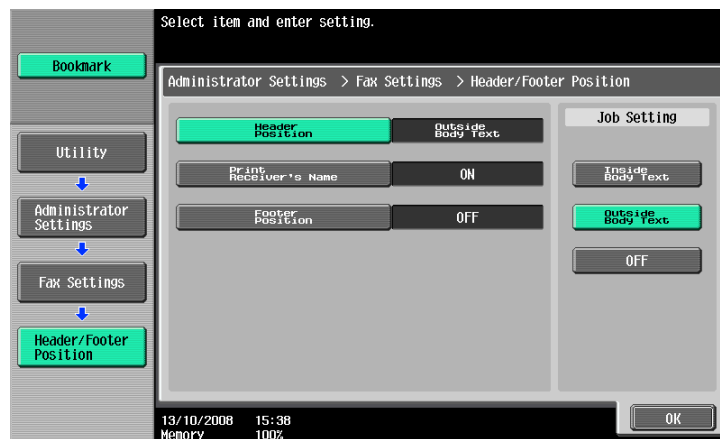 Select item and enter setting.
Bookmark
Administrator Settings > Fax Settings > Header/Footer Position
Utility
Administrator
Settings
Fax Settings
Header/Footer
Position
Header
Position
Outside
Body Text
Print
Receiver's Name
ON
Footer
Position
OFF
Job Setting
Inside
Body Text
Outside
Body Text
OFF
13/10/2008 15:38
Memory 100%
OK